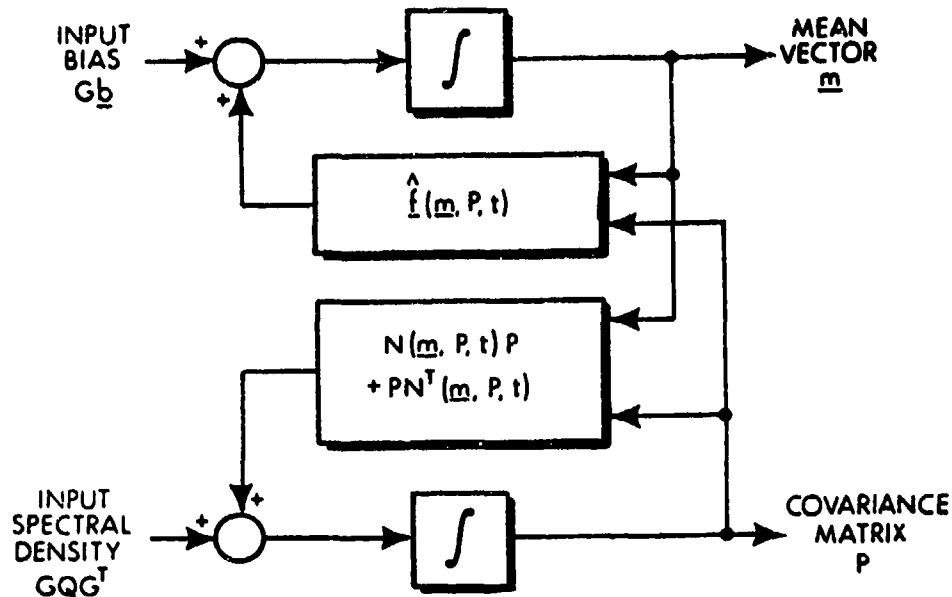 INPUT
BIAS
Gb
+
+
∫
MEAN
VECTOR
m
f̂(m, P, t)
N(m, P, t) P
+ PNᵀ(m, P, t)
INPUT
SPECTRAL
DENSITY
GQGᵀ
+
+
∫
COVARIANCE
MATRIX
P